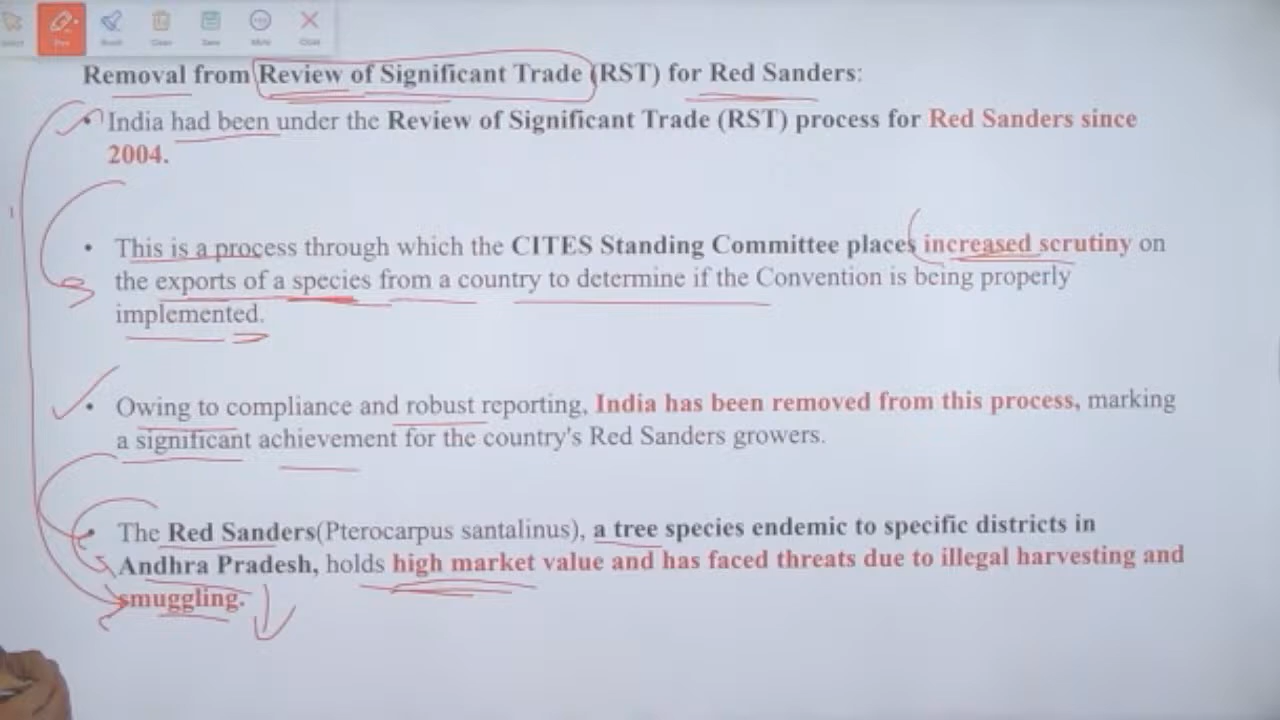 Removal from Review of Significant Trade (RST) for Red Sanders:
• India had been under the Review of Significant Trade (RST) process for Red Sanders since
2004.
• This is a process through which the CITES Standing Committee places increased scrutiny on
the exports of a species from a country to determine if the Convention is being properly
implemented.
• Owing to compliance and robust reporting, India has been removed from this process, marking
a significant achievement for the country's Red Sanders growers.
• The Red Sanders(Pterocarpus santalinus), a tree species endemic to specific districts in
Andhra Pradesh, holds high market value and has faced threats due to illegal harvesting and
smuggling.